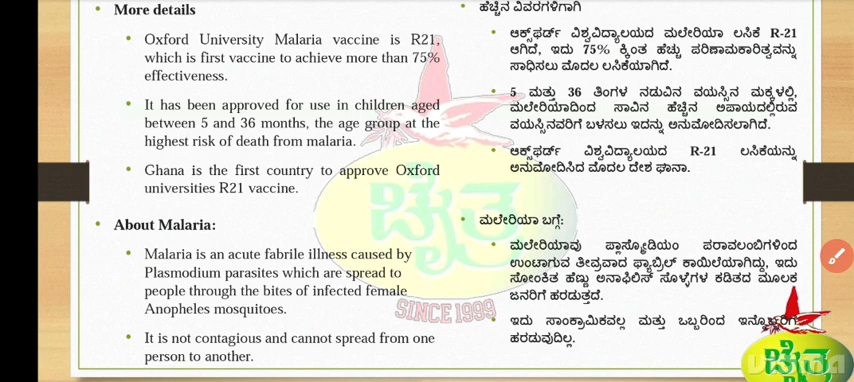 More details
Oxford University Malaria vaccine is R21,
which is first vaccine to achieve more than 75%
effectiveness.
It has been approved for use in children aged
between 5 and 36 months, the age group at the
highest risk of death from malaria.
Ghana is the first country to approve Oxford
universities R21 vaccine.
About Malaria:
Malaria is an acute fabrile illness caused by
Plasmodium parasites which are spread to
people through the bites of infected female
Anopheles mosquitoes.
It is not contagious and cannot spread from one
person to another.
ಹೆಚ್ಚಿನ ವಿವರಗಳಿಗಾಗಿ
ಆಕ್ಸ್‌ಫರ್ಡ್ ವಿಶ್ವವಿದ್ಯಾಲಯದ ಮಲೇರಿಯಾ ಲಸಿಕೆ R-21
ಆಗಿದೆ, ಇದು 75% ಕ್ಕಿಂತ ಹೆಚ್ಚು ಪರಿಣಾಮಕಾರಿತ್ವವನ್ನು
ಸಾಧಿಸಲು ಮೊದಲ ಲಸಿಕೆಯಾಗಿದೆ.
5 ಮತ್ತು 36 ತಿಂಗಳ ನಡುವಿನ ವಯಸ್ಸಿನ ಮಕ್ಕಳಲ್ಲಿ,
ಮಲೇರಿಯಾದಿಂದ ಸಾವಿನ ಹೆಚ್ಚಿನ ಅಪಾಯದಲ್ಲಿರುವ
ವಯಸ್ಸಿನವರಿಗೆ ಬಳಸಲು ಇದನ್ನು ಅನುಮೋದಿಸಲಾಗಿದೆ.
ಆಕ್ಸ್‌ಫರ್ಡ್ ವಿಶ್ವವಿದ್ಯಾಲಯದ R-21 ಲಸಿಕೆಯನ್ನು
ಅನುಮೋದಿಸಿದ ಮೊದಲ ದೇಶ ಘಾನಾ.
ಮಲೇರಿಯಾ ಬಗ್ಗೆ:
ಮಲೇರಿಯಾವು ಪ್ಲಾಸ್ಮೋಡಿಯಂ ಪರಾವಲಂಬಿಗಳಿಂದ
ಉಂಟಾಗುವ ತೀವ್ರವಾದ ಫ್ಯಾಬ್ರಿಲ್ ಕಾಯಿಲೆಯಾಗಿದ್ದು, ಇದು
ಸೋಂಕಿತ ಹೆಣ್ಣು ಅನಾಫಿಲಿಸ್ ಸೊಳ್ಳೆಗಳ ಕಡಿತದ ಮೂಲಕ
ಜನರಿಗೆ ಹರಡುತ್ತದೆ.
ಇದು ಸಾಂಕ್ರಾಮಿಕವಲ್ಲ ಮತ್ತು ಒಬ್ಬರಿಂದ ಇನ್ನೊಬ್ಬರಿಗೆ
ಹರಡುವುದಿಲ್ಲ.
ಚೈತ್ರ
SINCE 1999
ಚೈತ್ರ